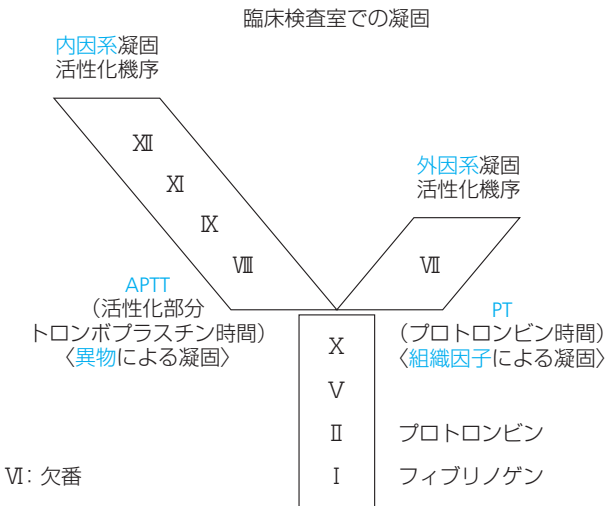 臨床検査室での凝固
内因系凝固
活性化機序
Ⅻ
Ⅺ
Ⅸ
Ⅷ
外因系凝固
活性化機序
Ⅶ
APTT
（活性化部分
トロンボプラスチン時間）
〈異物による凝固〉
PT
（プロトロンビン時間）
〈組織因子による凝固〉
Ⅹ
Ⅴ
Ⅱ プロトロンビン
Ⅰ フィブリノゲン
Ⅵ：欠番